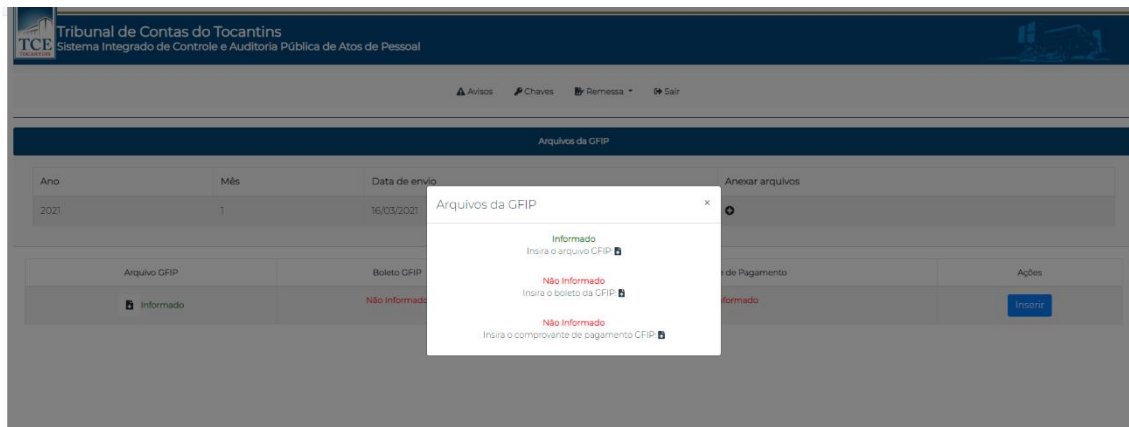 Tribunal de Contas do Tocantins
TCE
TOCANTINS
Sistema Integrado de Controle e Auditoria Pública de Atos de Pessoal
Avisos Chaves Remessa Sair
Arquivos da GFIP
Ano Mês Data de envio Anexar arquivos
2021 1 16/03/2021
Arquivos da GFIP ×
Informado
Insira o arquivo GFIP:
Não Informado
Insira o boleto da GFIP:
Não Informado
Insira o comprovante de pagamento GFIP:
Arquivo GFIP Boleto GFIP de Pagamento Ações
Informado Não Informado Inserir